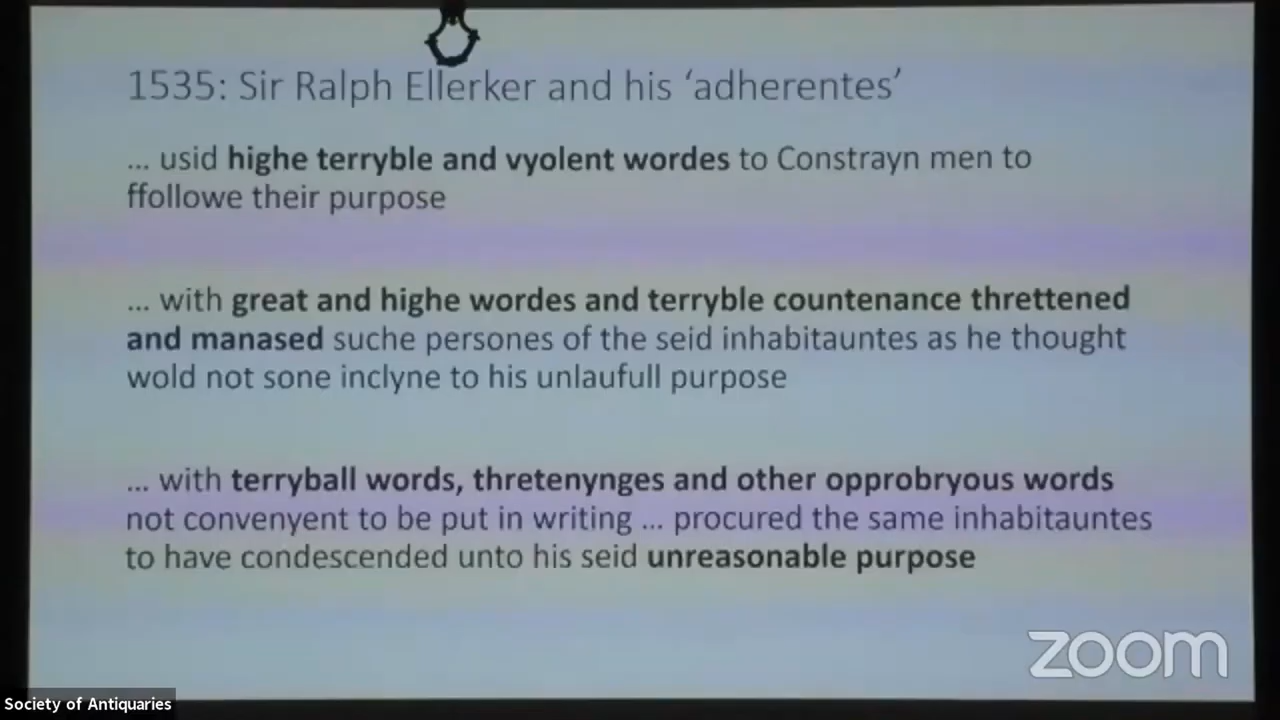 1535: Sir Ralph Ellerker and his ‘adherentes’
... usid highe terryble and vyolent wordes to Constrayn men to
ffollowe their purpose
... with great and highe wordes and terryble countenance threttened
and manased suche persones of the seid inhabitauntes as he thought
wold not sone inclyne to his unlaufull purpose
... with terryball words, thretenynges and other opprobryous words
not convenyent to be put in writing ... procured the same inhabitauntes
to have condescended unto his seid unreasonable purpose
zoom
Society of Antiquaries